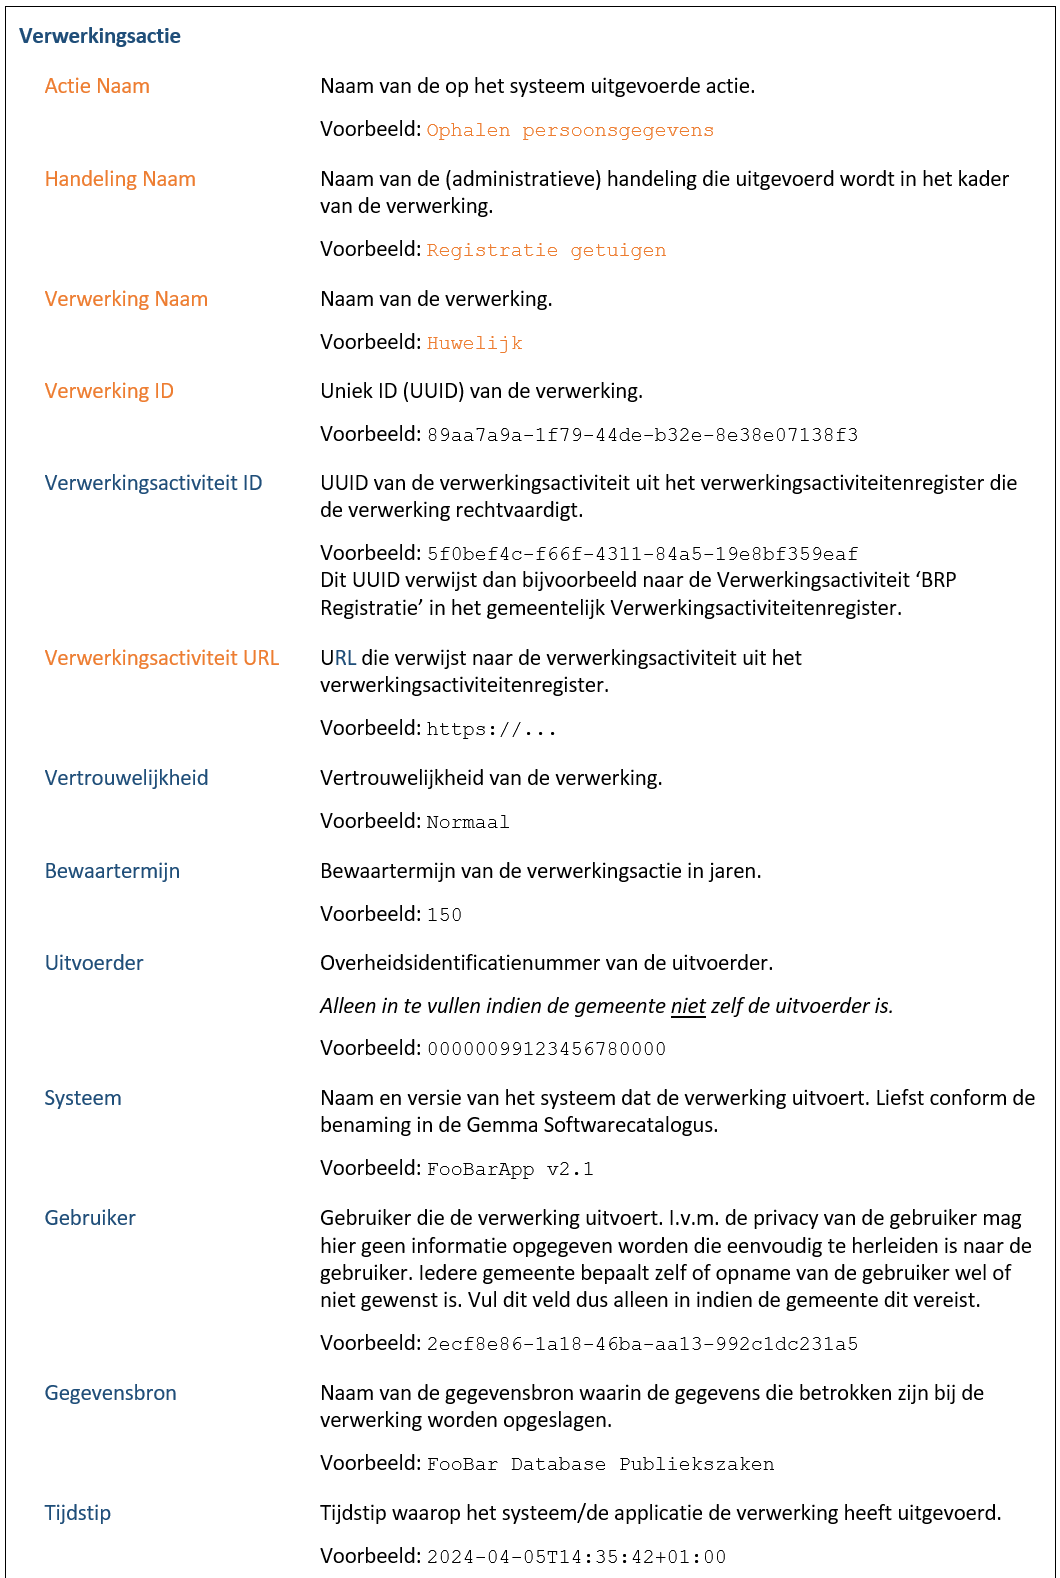 Verwerkingsactie
Actie Naam
Naam van de op het systeem uitgevoerde actie.
Voorbeeld: Ophalen persoonsgegevens
Handeling Naam
Naam van de (administratieve) handeling die uitgevoerd wordt in het kader
van de verwerking.
Voorbeeld: Registratie getuigen
Verwerking Naam
Naam van de verwerking.
Voorbeeld: Huwelijk
Verwerking ID
Uniek ID (UUID) van de verwerking.
Voorbeeld: 89aa7a9a-1f79-44de-b32e-8e38e07138f3
Verwerkingsactiviteit ID
UUID van de verwerkingsactiviteit uit het verwerkingsactiviteitenregister die
de verwerking rechtvaardigt.
Voorbeeld: 5f0bef4c-f66f-4311-84a5-19e8bf359eaf
Dit UUID verwijst dan bijvoorbeeld naar de Verwerkingsactiviteit ‘BRP
Registratie’ in het gemeentelijk Verwerkingsactiviteitenregister.
Verwerkingsactiviteit URL
URL die verwijst naar de verwerkingsactiviteit uit het
verwerkingsactiviteitenregister.
Voorbeeld: https://...
Vertrouwelijkheid
Vertrouwelijkheid van de verwerking.
Voorbeeld: Normaal
Bewaartermijn
Bewaartermijn van de verwerkingsactie in jaren.
Voorbeeld: 150
Uitvoerder
Overheidsidentificatienummer van de uitvoerder.
Alleen in te vullen indien de gemeente niet zelf de uitvoerder is.
Voorbeeld: 00000099123456780000
Systeem
Naam en versie van het systeem dat de verwerking uitvoert. Liefst conform de
benaming in de Gemma Softwarecatalogus.
Voorbeeld: FooBarApp v2.1
Gebruiker
Gebruiker die de verwerking uitvoert. I.v.m. de privacy van de gebruiker mag
hier geen informatie opgegeven worden die eenvoudig te herleiden is naar de
gebruiker. Iedere gemeente bepaalt zelf of opname van de gebruiker wel of
niet gewenst is. Vul dit veld dus alleen in indien de gemeente dit vereist.
Voorbeeld: 2ecf8e86-1a18-46ba-aa13-992c1dc231a5
Gegevensbron
Naam van de gegevensbron waarin de gegevens die betrokken zijn bij de
verwerking worden opgeslagen.
Voorbeeld: FooBar Database Publiekszaken
Tijdstip
Tijdstip waarop het systeem/de applicatie de verwerking heeft uitgevoerd.
Voorbeeld: 2024-04-05T14:35:42+01:00